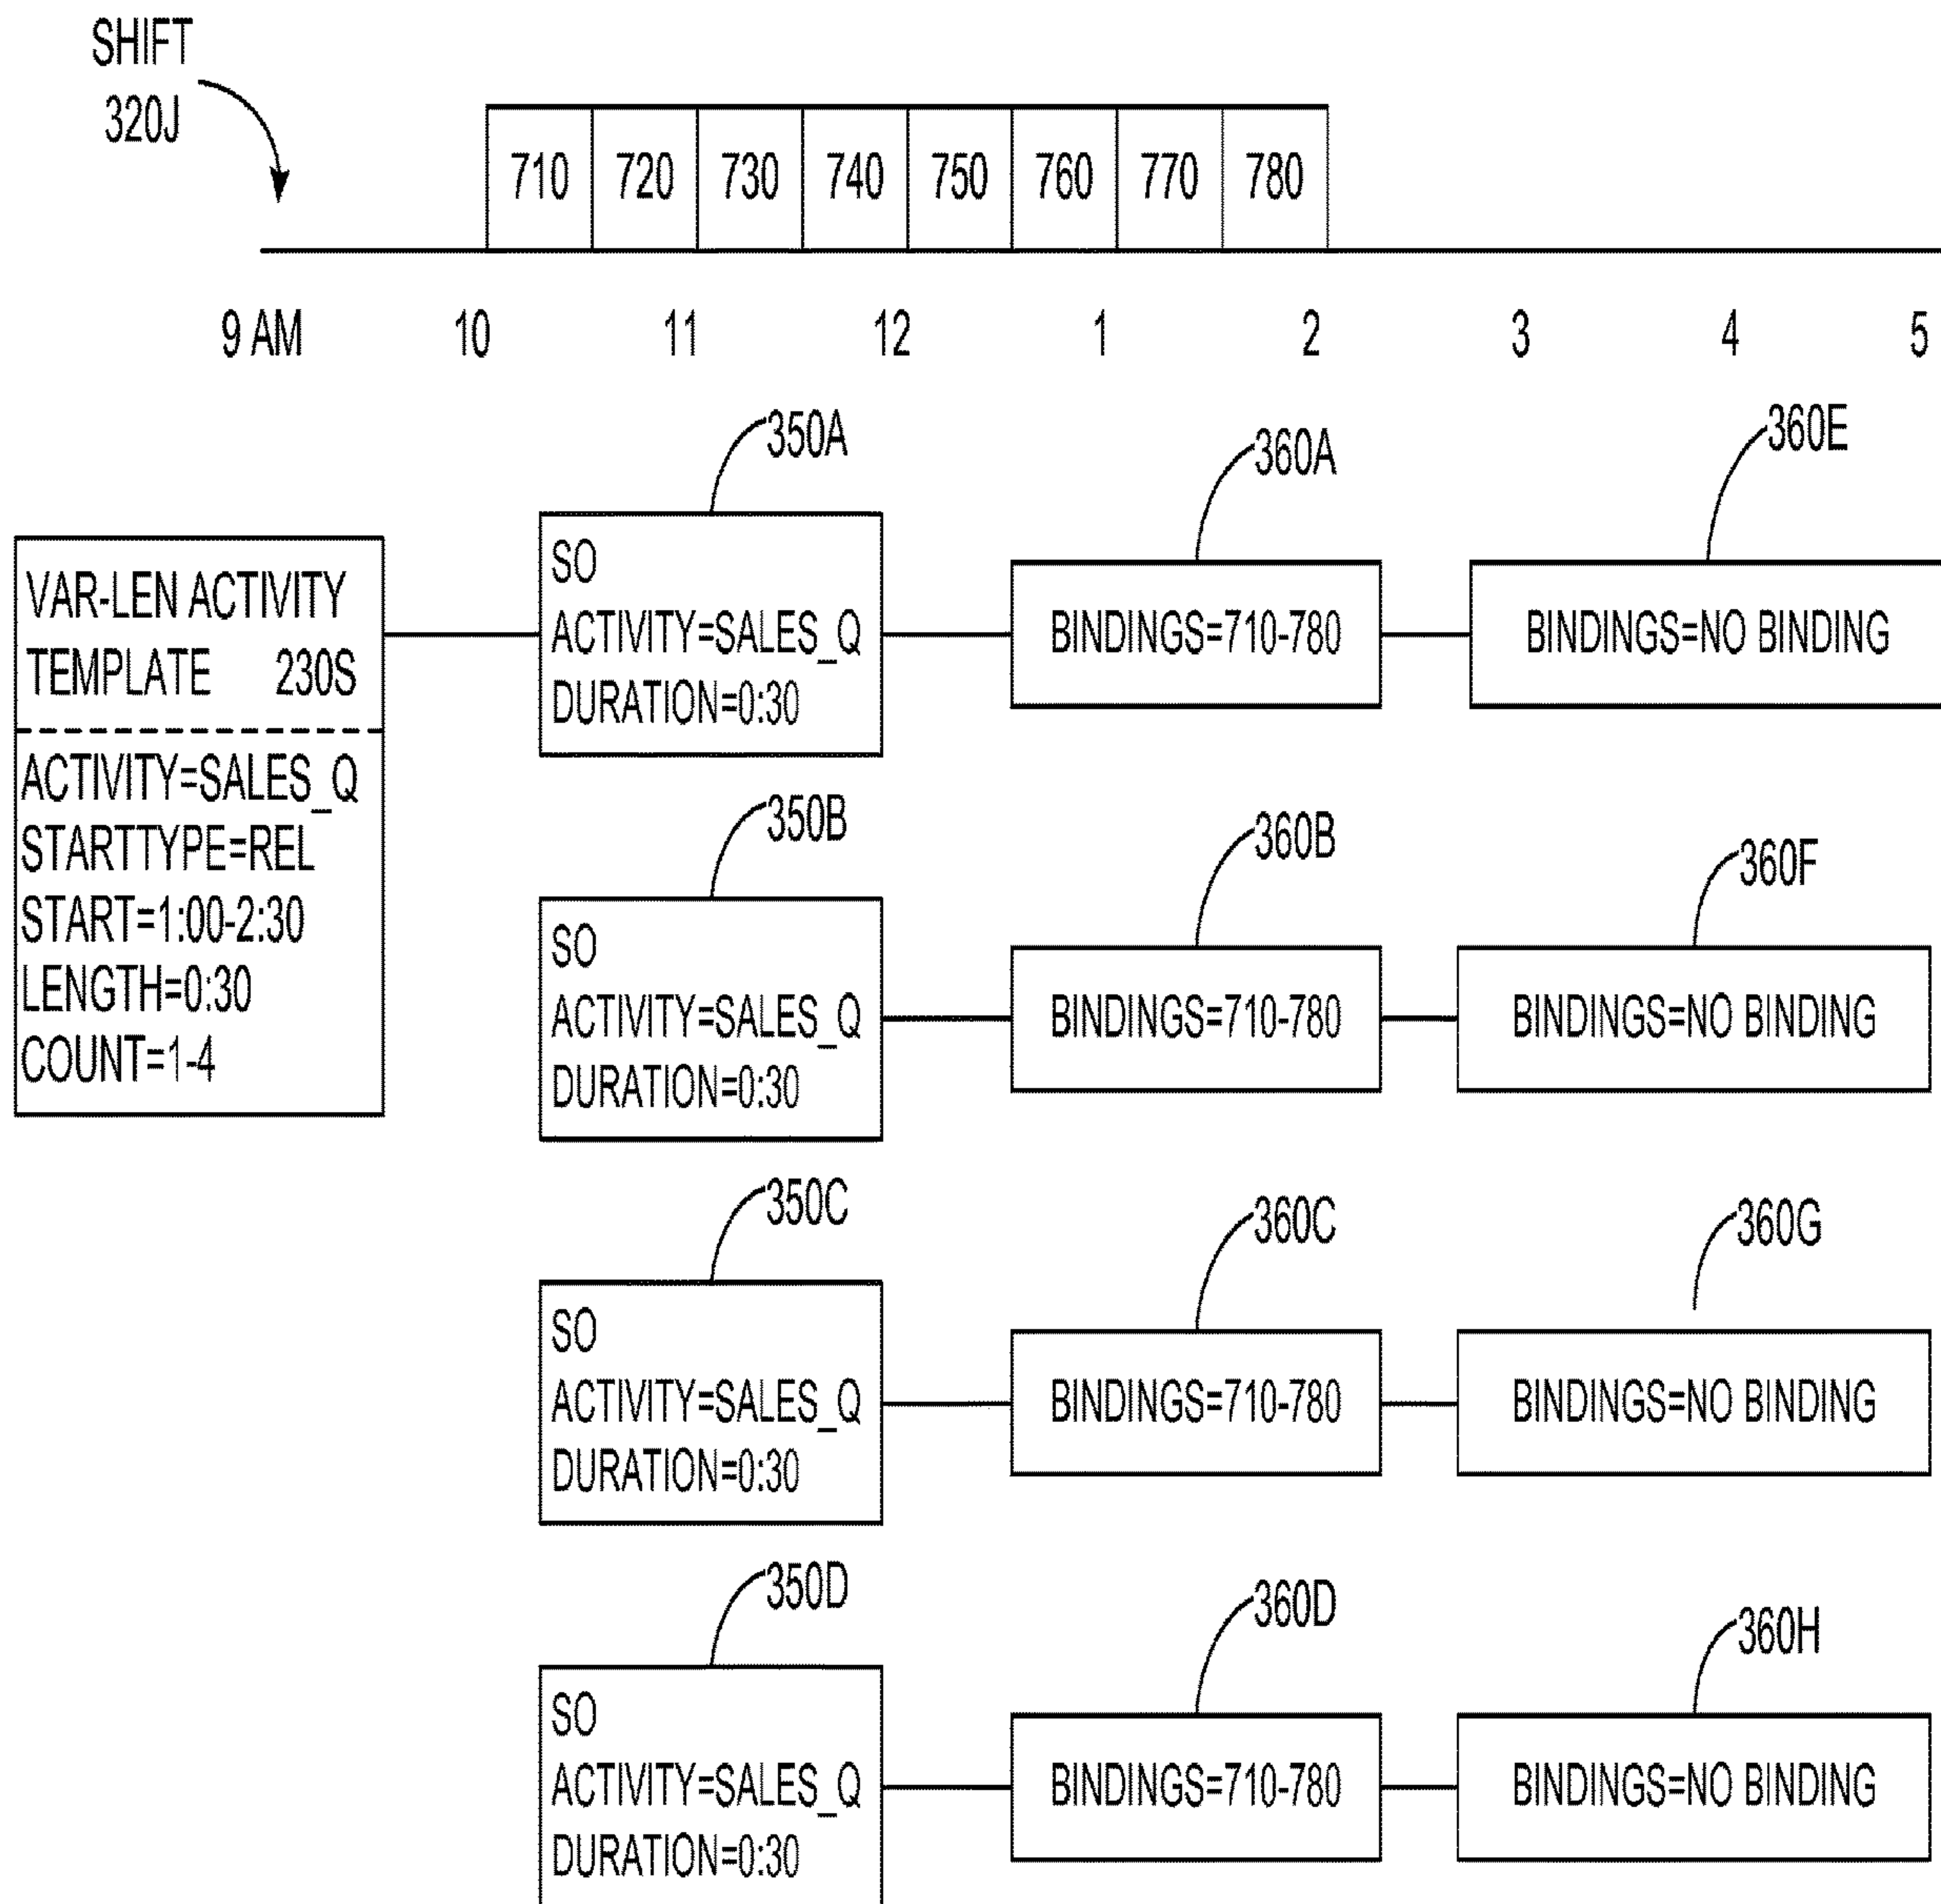 SHIFT
320J
710 720 730 740 750 760 770 780
9 AM 10 11 12 1 2 3 4 5
350A
360A
360E
VAR-LEN ACTIVITY
TEMPLATE 230S
ACTIVITY=SALES_Q
STARTTYPE=REL
START=1:00-2:30
LENGTH=0:30
COUNT=1-4
SO
ACTIVITY=SALES_Q
DURATION=0:30
BINDINGS=710-780
BINDINGS=NO BINDING
350B
360B
360F
SO
ACTIVITY=SALES_Q
DURATION=0:30
BINDINGS=710-780
BINDINGS=NO BINDING
350C
360C
360G
SO
ACTIVITY=SALES_Q
DURATION=0:30
BINDINGS=710-780
BINDINGS=NO BINDING
350D
360D
360H
SO
ACTIVITY=SALES_Q
DURATION=0:30
BINDINGS=710-780
BINDINGS=NO BINDING